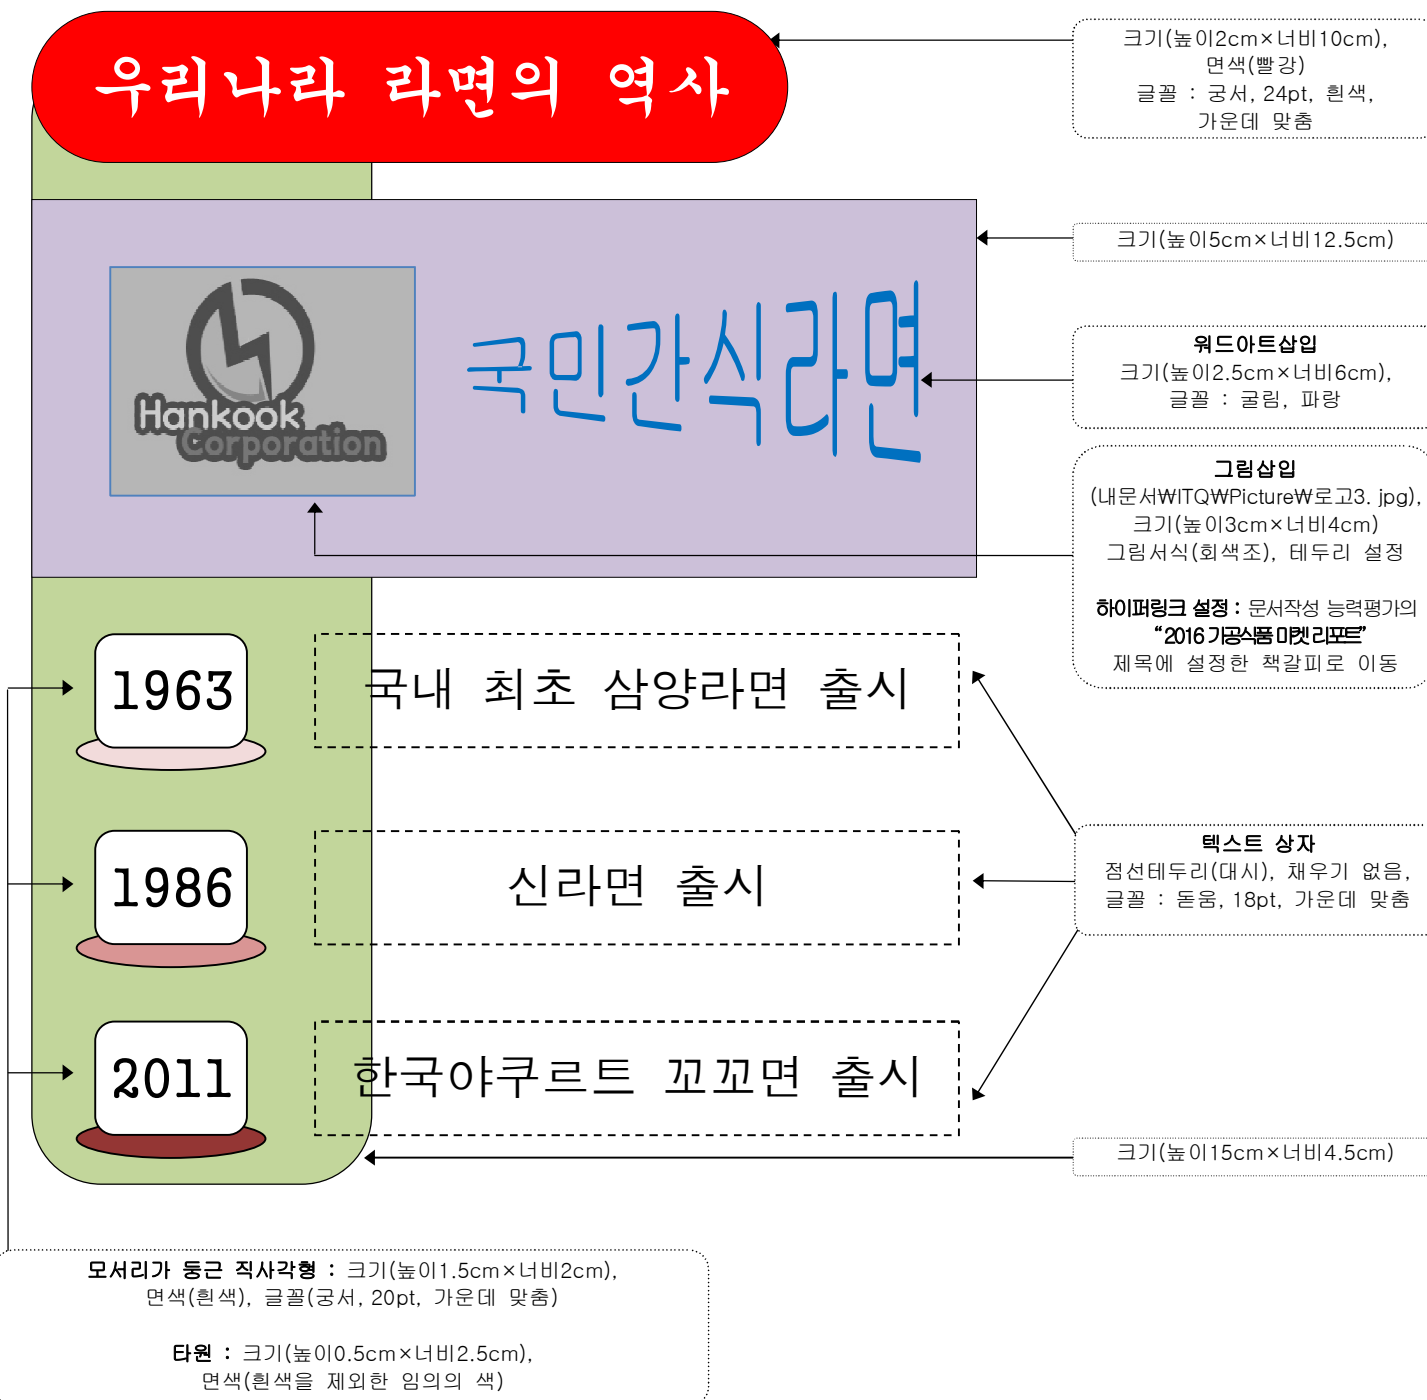 우리나라 라면의 역사
크기(높이2cm×너비10cm),
면색(빨강)
글꼴 : 궁서, 24pt, 흰색,
가운데 맞춤
크기(높이5cm×너비12.5cm)
Hankook
Corporation
국민간식라면
워드아트삽입
크기(높이2.5cm×너비6cm),
글꼴 : 굴림, 파랑
그림삽입
(내문서₩ITQ₩Picture₩로고3. jpg),
크기(높이3cm×너비4cm)
그림서식(회색조), 테두리 설정
하이퍼링크 설정 : 문서작성 능력평가의
“2016 가공식품 마켓 리포트”
제목에 설정한 책갈피로 이동
1963
국내 최초 삼양라면 출시
1986
신라면 출시
텍스트 상자
점선테두리(대시), 채우기 없음,
글꼴 : 돋움, 18pt, 가운데 맞춤
2011
한국야쿠르트 꼬꼬면 출시
크기(높이15cm×너비4.5cm)
모서리가 둥근 직사각형 : 크기(높이1.5cm×너비2cm),
면색(흰색), 글꼴(궁서, 20pt, 가운데 맞춤)
타원 : 크기(높이0.5cm×너비2.5cm),
면색(흰색을 제외한 임의의 색)